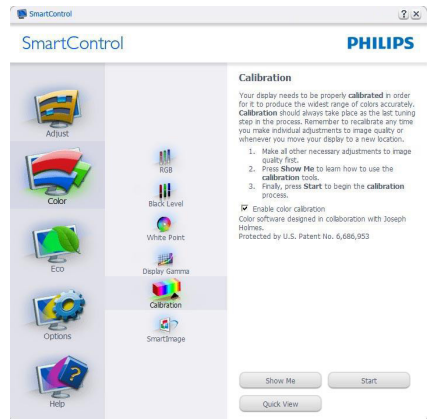 SmartControl
SmartControl
PHILIPS
Adjust
Color
Eco
Options
Help
RGB
Black Level
White Point
Display Gamma
Calibration
SmartImage
Calibration
Your display needs to be properly calibrated in order
for it to produce the widest range of colors accurately.
Calibration should always take place as the last tuning
step in the process. Remember to recalibrate any time
you make individual adjustments to image quality or
whenever you move your display to a new location.
1. Make all other necessary adjustments to image
quality first.
2. Press Show Me to learn how to use the
calibration tools.
3. Finally, press Start to begin the calibration
process.
Enable color calibration
Color software designed in collaboration with Joseph
Holmes.
Protected by U.S. Patent No. 6,686,953
Show Me
Start
Quick View